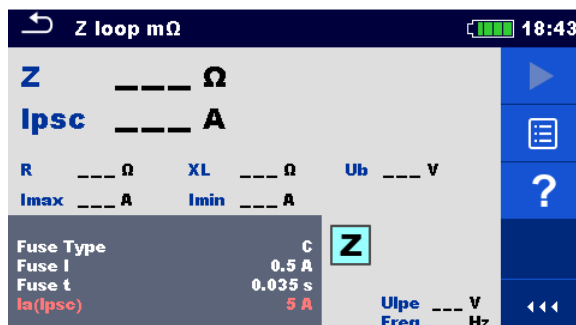 Z loop mΩ 18:43
Z ___ Ω
Ipsc ___ A
R ___ Ω XL ___ Ω Ub ___ V
Imax ___ A Imin ___ A
?
Fuse Type C
Fuse I 0.5 A
Fuse t 0.035 s
Ia(Ipsc) 5 A
Z
Ulpe ___ V
Freq ___ Hz